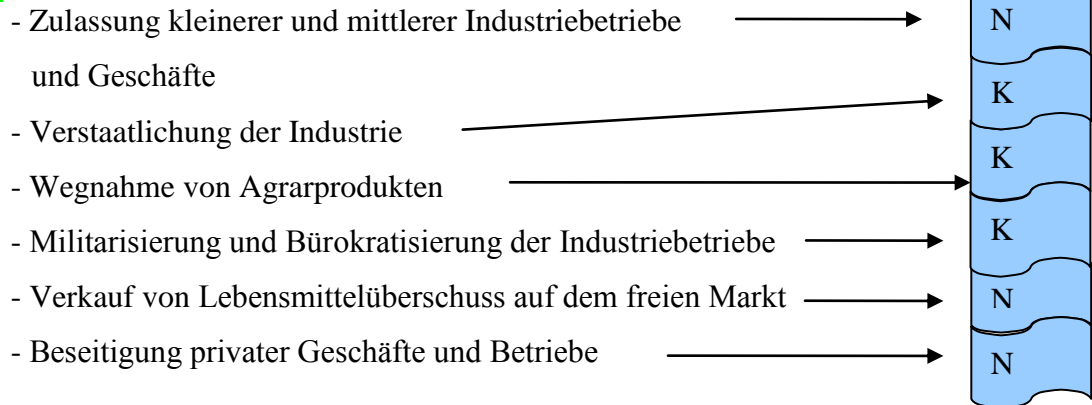 - Zulassung kleinerer und mittlerer Industriebetriebe N
und Geschäfte
K
- Verstaatlichung der Industrie
K
- Wegnahme von Agrarprodukten
- Militarisierung und Bürokratisierung der Industriebetriebe K
- Verkauf von Lebensmittelüberschuss auf dem freien Markt N
- Beseitigung privater Geschäfte und Betriebe N